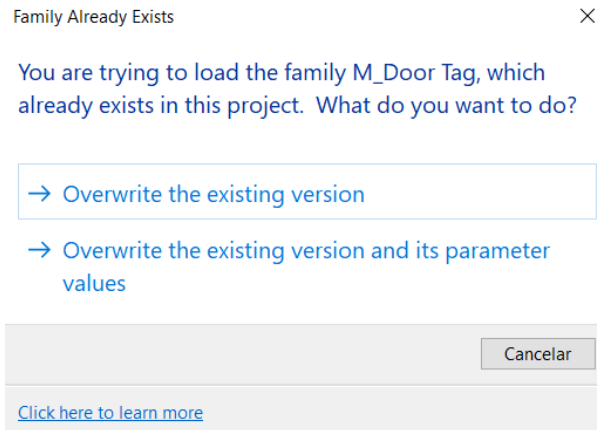 Family Already Exists
You are trying to load the family M_Door Tag, which
already exists in this project.  What do you want to do?
→ Overwrite the existing version
→ Overwrite the existing version and its parameter
values
Cancelar
Click here to learn more